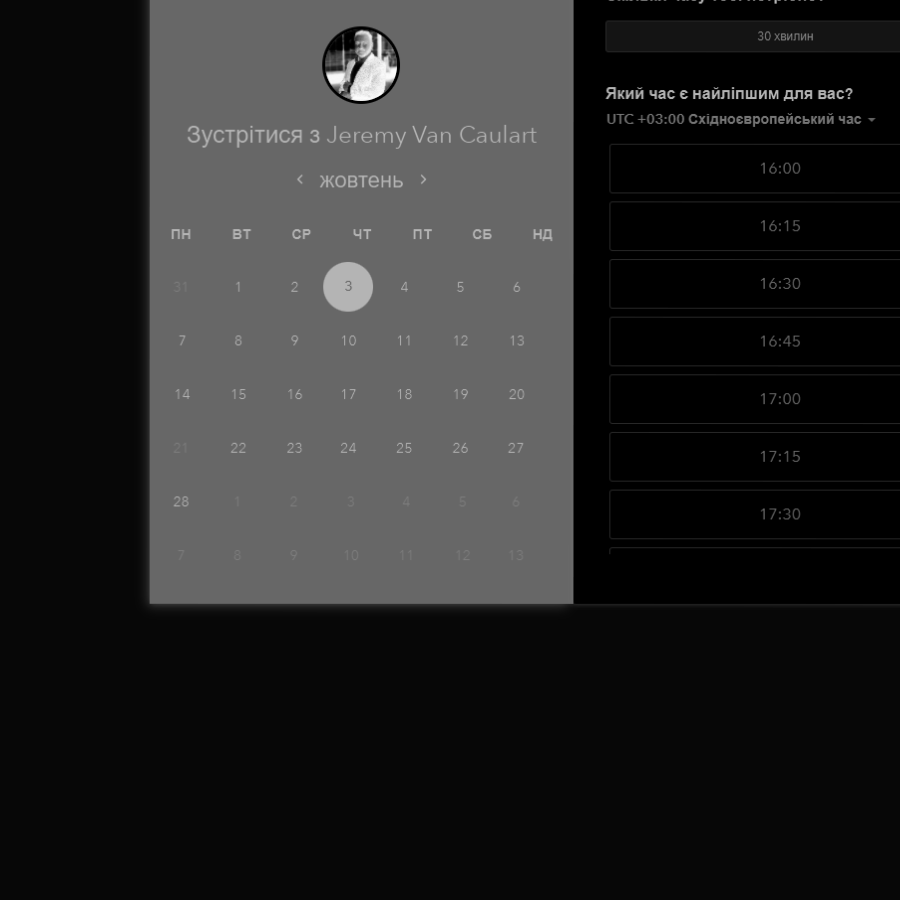 Зустрітися з Jeremy Van Caulart
жовтень
ПН ВТ СР ЧТ ПТ СБ НД
31 1 2 3 4 5 6
7 8 9 10 11 12 13
14 15 16 17 18 19 20
21 22 23 24 25 26 27
28 1 2 3 4 5 6
7 8 9 10 11 12 13
30 хвилин
Який час є найліпшим для вас?
UTC +03:00 Східноєвропейський час
16:00
16:15
16:30
16:45
17:00
17:15
17:30